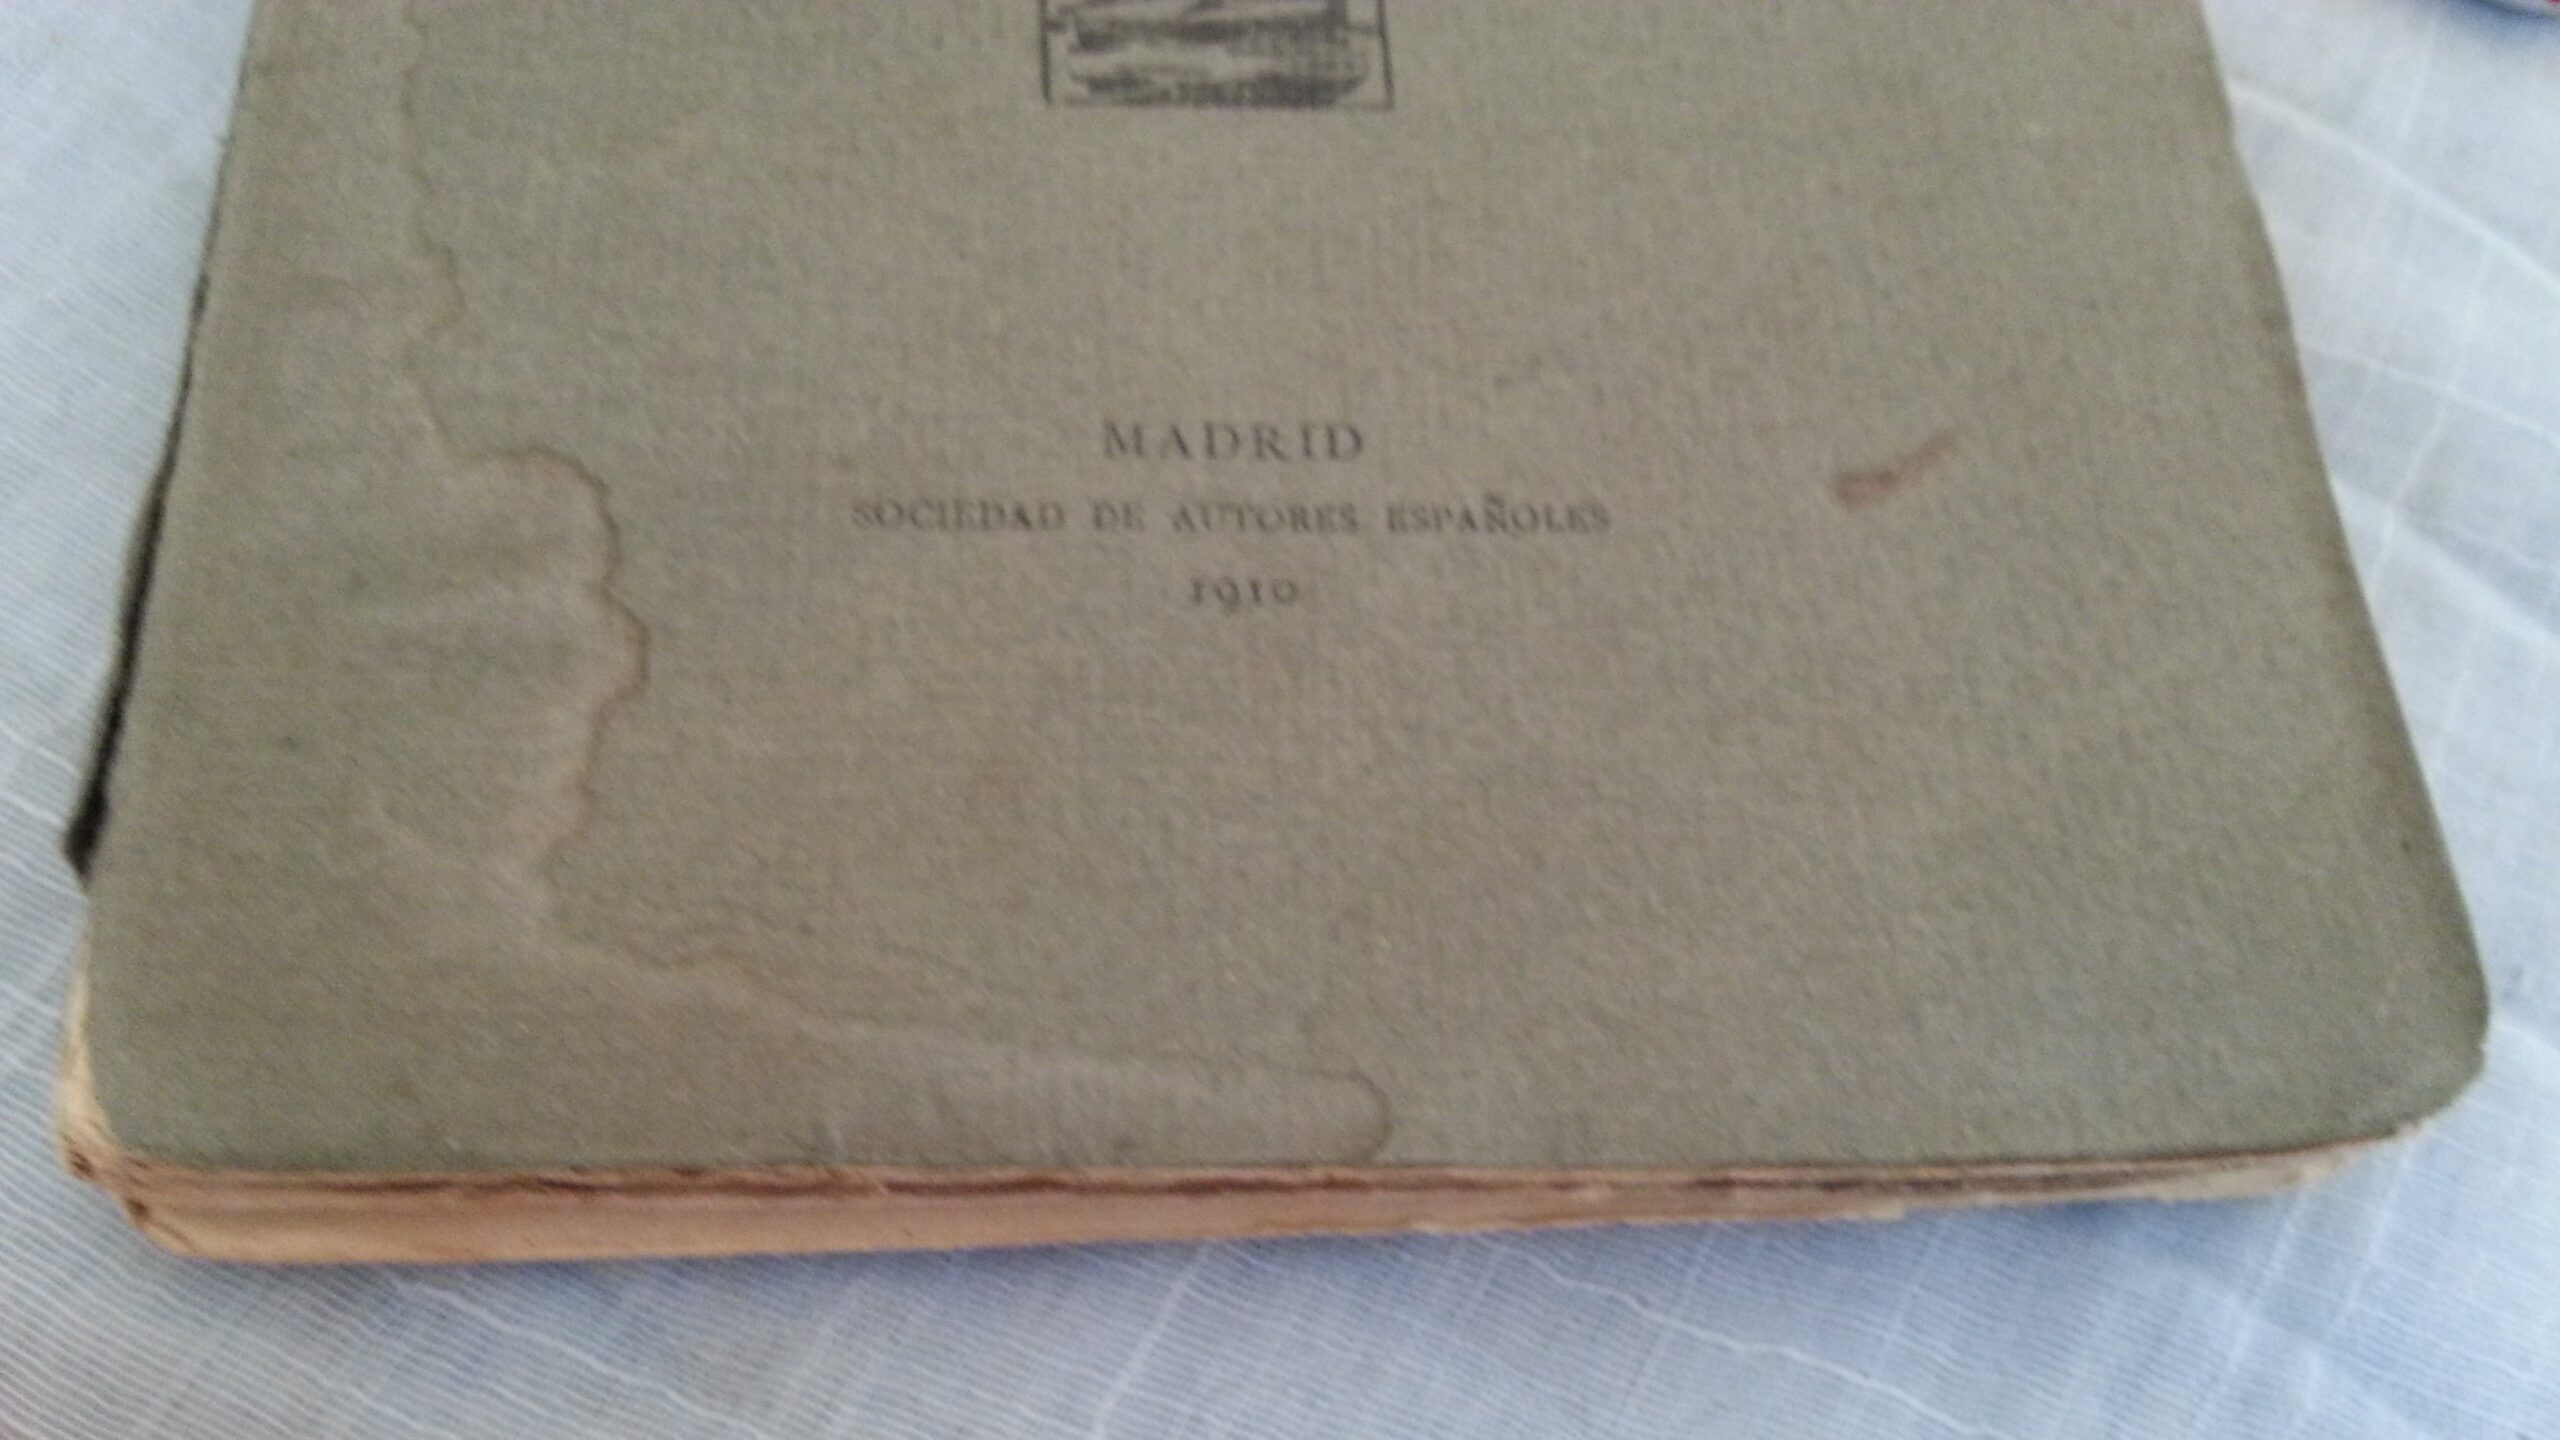 MADRID
SOCIEDAD DE AUTORES ESPAÑOLES
1910